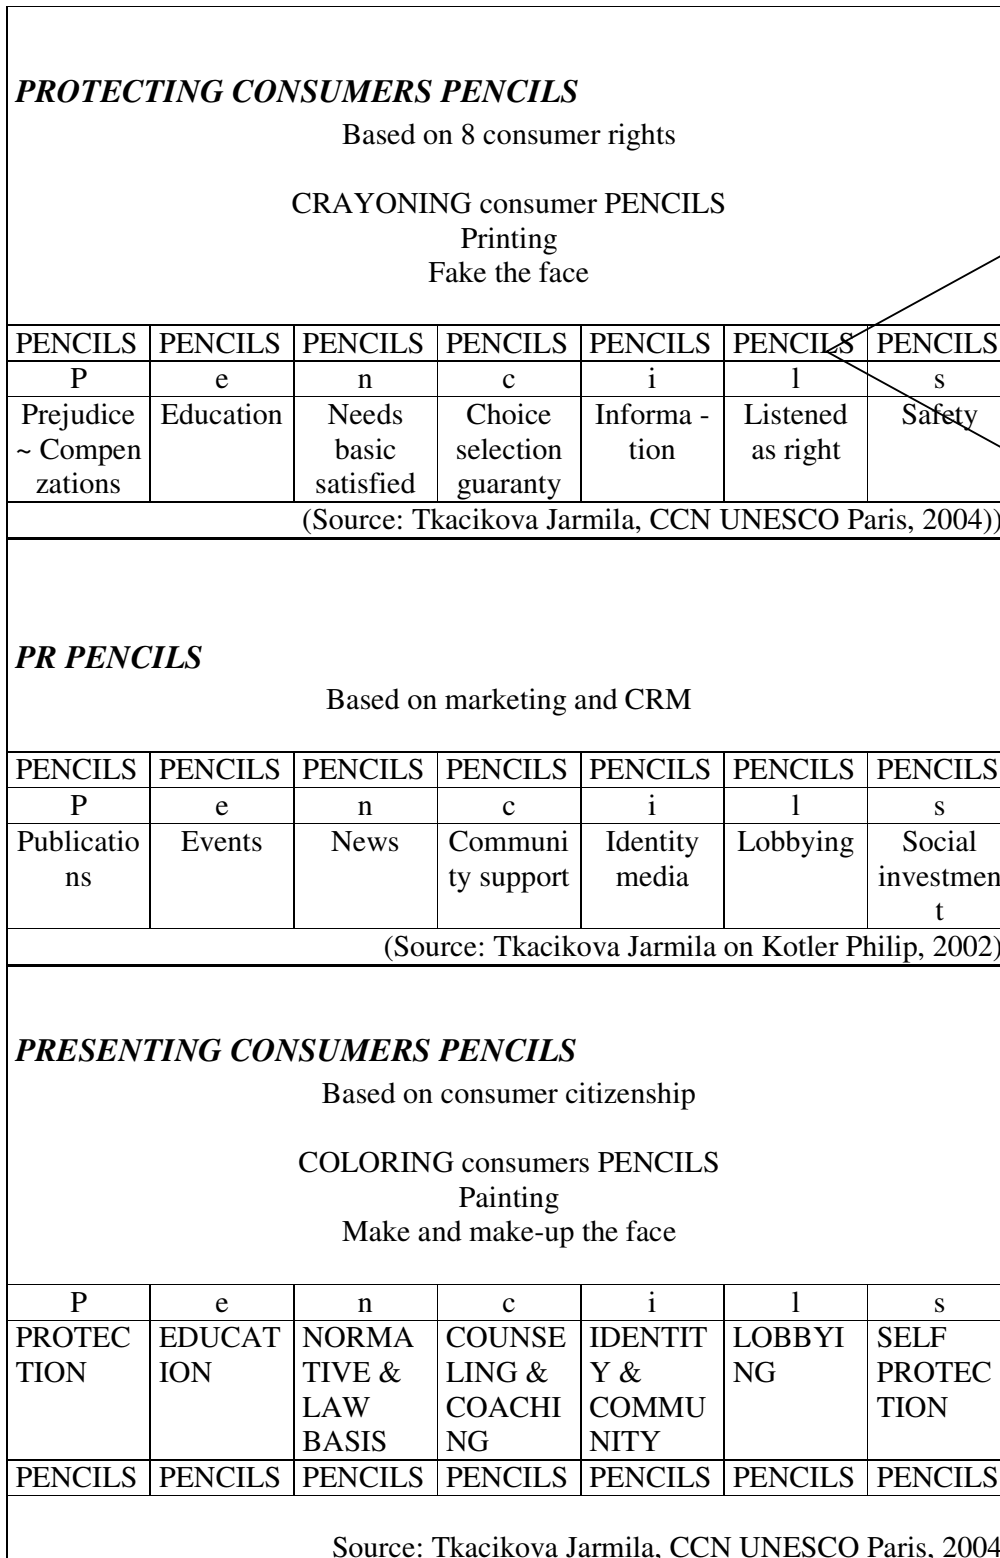 PROTECTING CONSUMERS PENCILS
Based on 8 consumer rights
CRAYONING consumer PENCILS
Printing
Fake the face
PENCILS PENCILS PENCILS PENCILS PENCILS PENCILS PENCILS
P e n c i l s
Prejudice Education Needs Choice Informa - Listened Safety
~ Compen basic selection tion as right
zations satisfied guaranty
(Source: Tkacikova Jarmila, CCN UNESCO Paris, 2004))
PR PENCILS
Based on marketing and CRM
PENCILS PENCILS PENCILS PENCILS PENCILS PENCILS PENCILS
P e n c i l s
Publicatio Events News Communi Identity Lobbying Social
ns ty support media investmen
t
(Source: Tkacikova Jarmila on Kotler Philip, 2002)
PRESENTING CONSUMERS PENCILS
Based on consumer citizenship
COLORING consumers PENCILS
Painting
Make and make-up the face
P e n c i l s
PROTEC EDUCAT NORMA COUNSE IDENTIT LOBBYI SELF
TION ION TIVE & LING & Y & NG PROTEC
LAW COACHI COMMU TION
BASIS NG NITY
PENCILS PENCILS PENCILS PENCILS PENCILS PENCILS PENCILS
Source: Tkacikova Jarmila, CCN UNESCO Paris, 2004